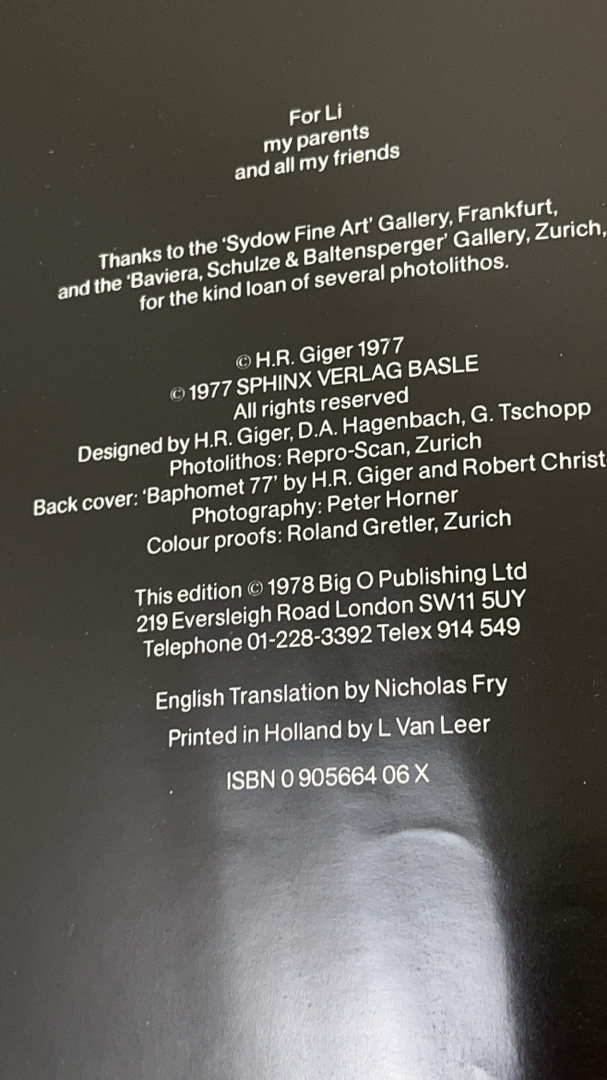 For Li
my parents
and all my friends
Thanks to the ‘Sydow Fine Art’ Gallery, Frankfurt,
and the ‘Baviera, Schulze & Baltensperger’ Gallery, Zurich,
for the kind loan of several photolithos.
© H.R. Giger 1977
© 1977 SPHINX VERLAG BASLE
All rights reserved
Designed by H.R. Giger, D.A. Hagenbach, G. Tschopp
Photolithos: Repro-Scan, Zurich
Back cover: ‘Baphomet 77’ by H.R. Giger and Robert Christ
Photography: Peter Horner
Colour proofs: Roland Gretler, Zurich
This edition © 1978 Big O Publishing Ltd
219 Eversleigh Road London SW11 5UY
Telephone 01-228-3392 Telex 914 549
English Translation by Nicholas Fry
Printed in Holland by L Van Leer
ISBN 0 905664 06 X